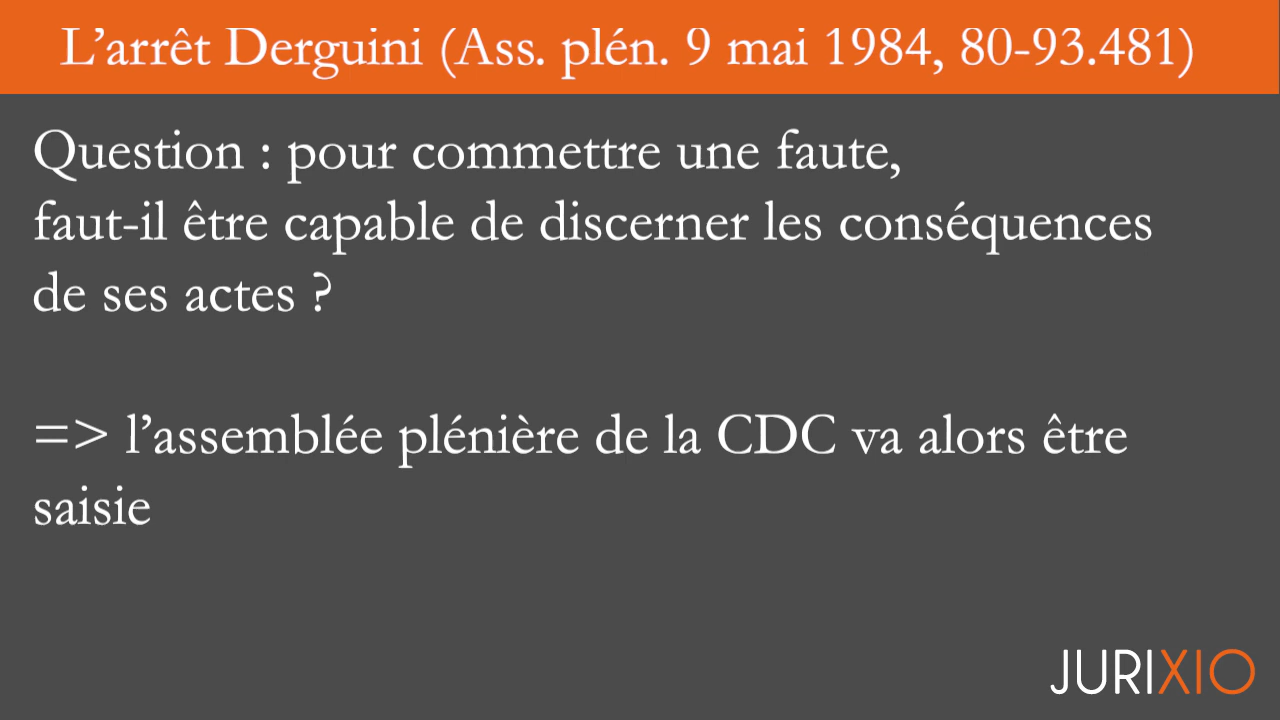 L’arrêt Derguini (Ass. plén. 9 mai 1984, 80-93.481)
Question : pour commettre une faute,
faut-il être capable de discerner les conséquences
de ses actes ?
=> l’assemblée plénière de la CDC va alors être
saisie
JURIXIO